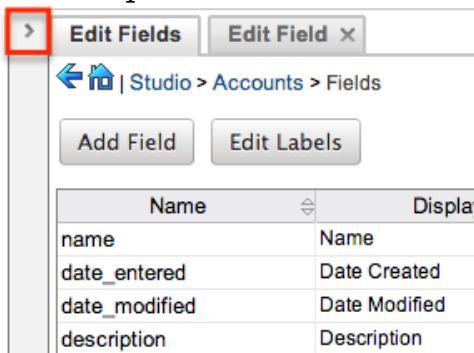 Edit Fields Edit Field ×
| Studio > Accounts > Fields
Add Field Edit Labels
Name
name Name
date_entered Date Created
date_modified Date Modified
description Description